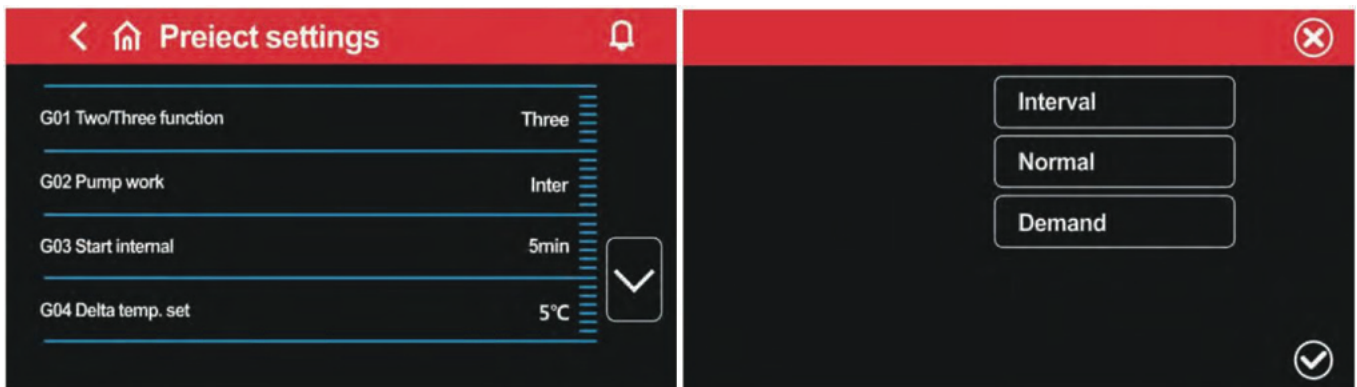 Preiect settings
G01 Two/Three function Three
G02 Pump work Inter
G03 Start internal 5min
G04 Delta temp. set 5°C
Interval
Normal
Demand